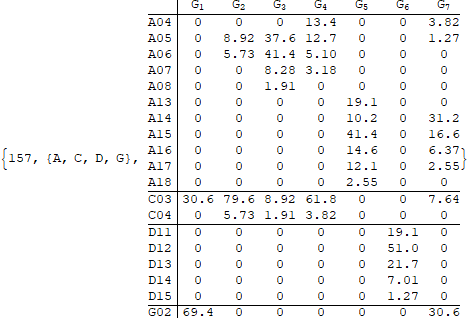 G₁ G₂ G₃ G₄ G₅ G₆ G₇
A04 0 0 0 13.4 0 0 3.82
A05 0 8.92 37.6 12.7 0 0 1.27
A06 0 5.73 41.4 5.10 0 0 0
A07 0 0 8.28 3.18 0 0 0
A08 0 0 1.91 0 0 0 0
A13 0 0 0 0 19.1 0 0
A14 0 0 0 0 10.2 0 31.2
A15 0 0 0 0 41.4 0 16.6
{157, {A, C, D, G}, A16 0 0 0 0 14.6 0 6.37}
A17 0 0 0 0 12.1 0 2.55
A18 0 0 0 0 2.55 0 0
C03 30.6 79.6 8.92 61.8 0 0 7.64
C04 0 5.73 1.91 3.82 0 0 0
D11 0 0 0 0 0 19.1 0
D12 0 0 0 0 0 51.0 0
D13 0 0 0 0 0 21.7 0
D14 0 0 0 0 0 7.01 0
D15 0 0 0 0 0 1.27 0
G02 69.4 0 0 0 0 0 30.6